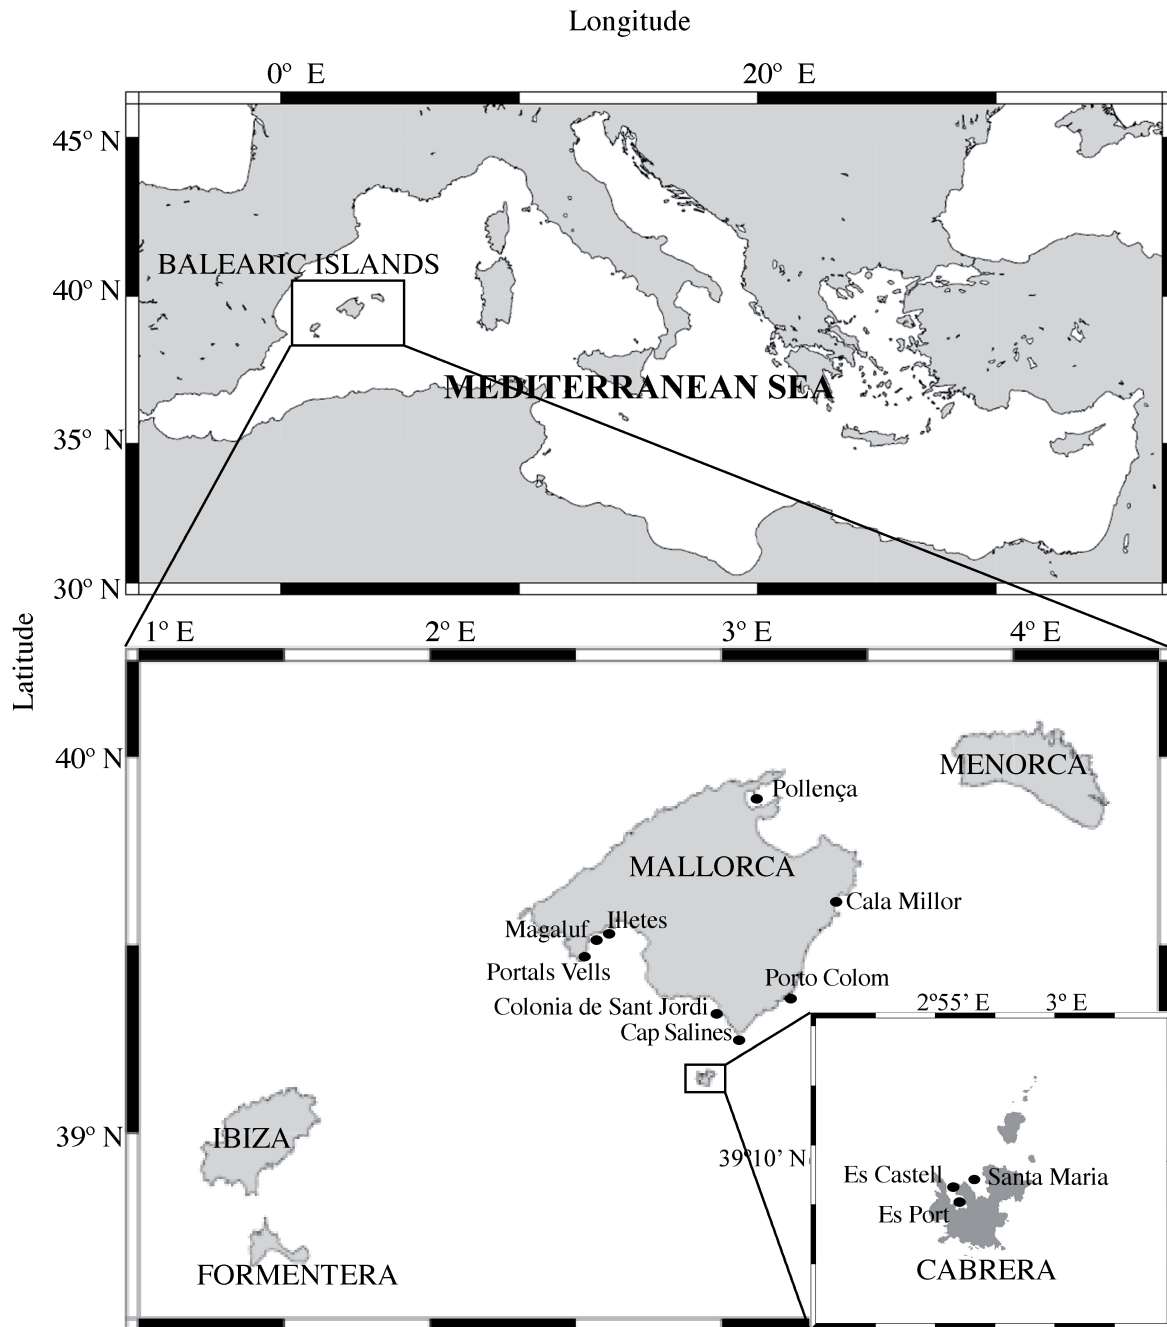 Longitude
0° E
20° E
45° N
BALEARIC ISLANDS
40° N
MEDITERRANEAN SEA
35° N
30° N
Latitude
1° E
2° E
3° E
4° E
40° N
MENORCA
Pollença
MALLORCA
Cala Millor
Illetes
Magaluf
Portals Vells
Porto Colom
Colonia de Sant Jordi
Cap Salines
2°55’ E
3° E
39° N
IBIZA
39°10’ N
Es Castell
Santa Maria
Es Port
FORMENTERA
CABRERA